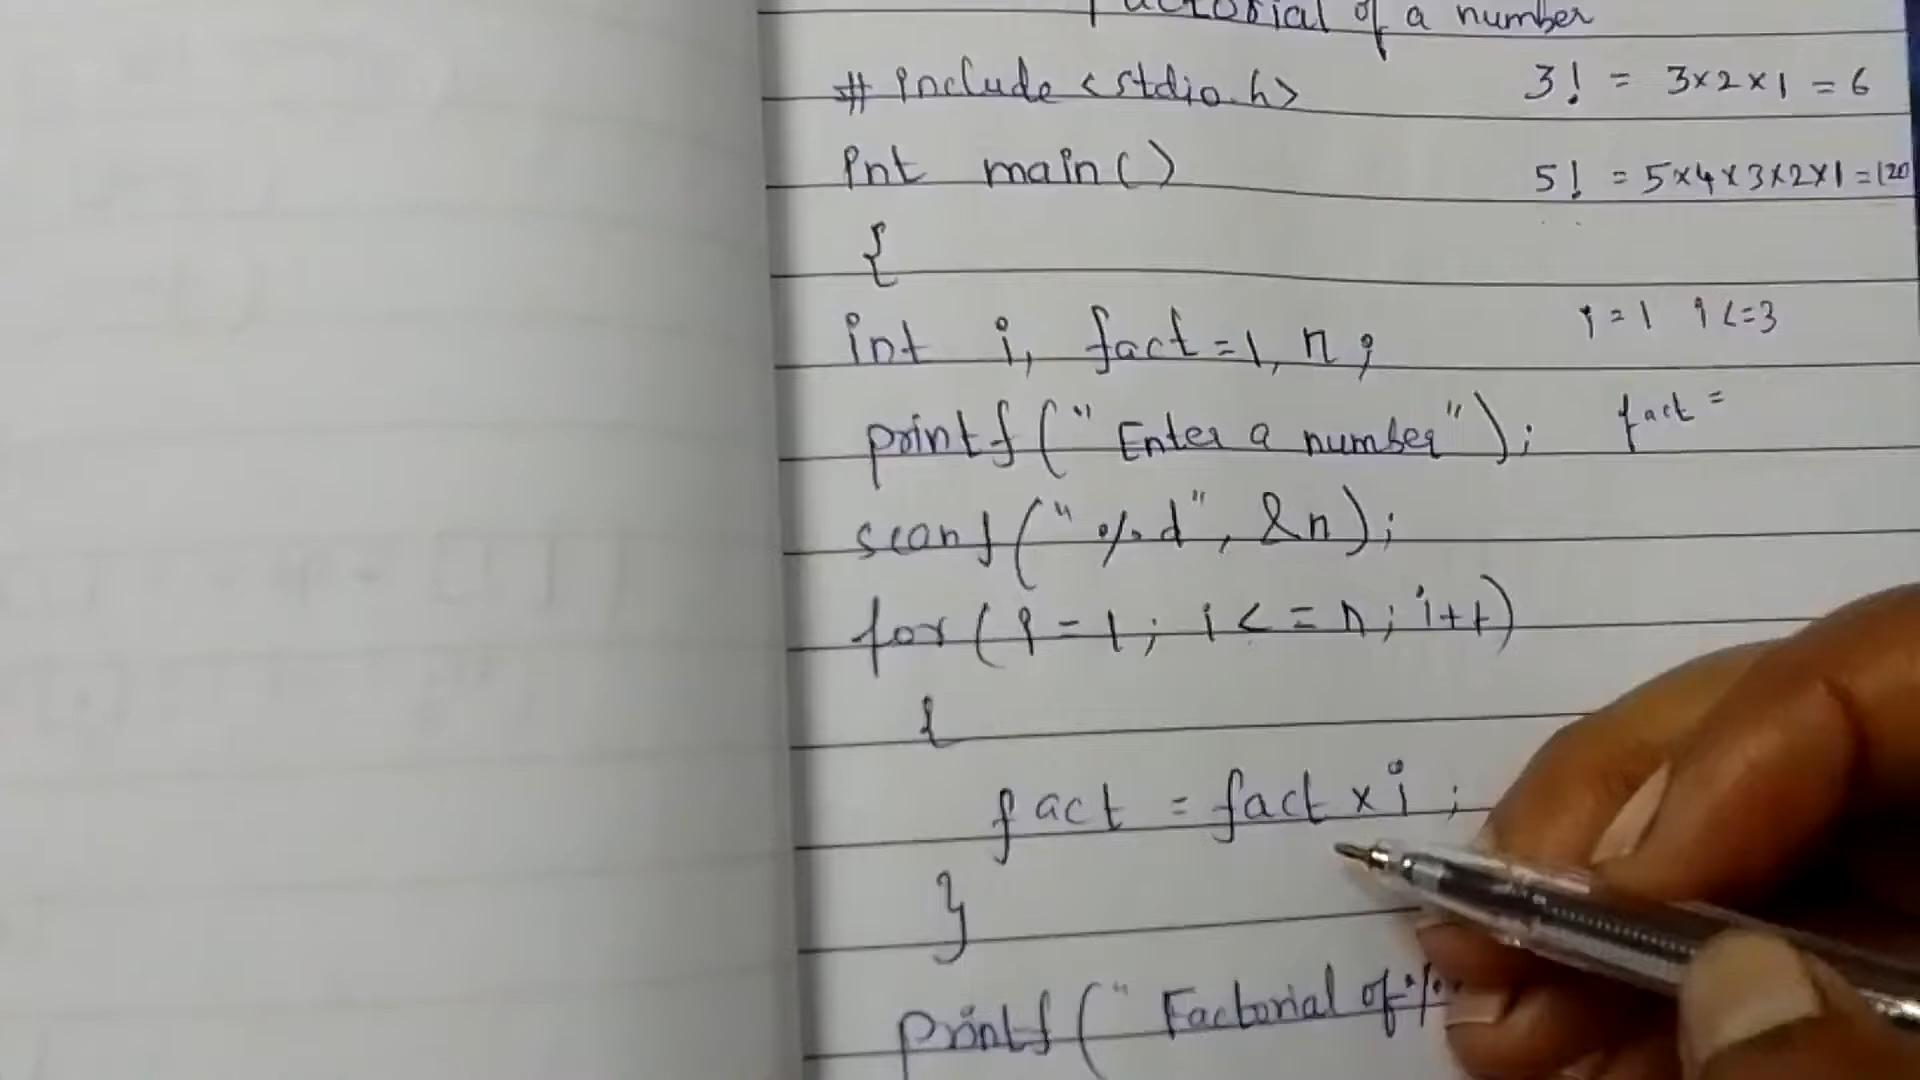 Factorial of a number
# include <stdio.h>
3! = 3×2×1 = 6
int main()
5! = 5×4×3×2×1 = 120
{
int i, fact=1, n;
i=1 i<=3
printf("Enter a number");
fact =
scanf("%d", &n);
for(i=1; i<=n; i++)
{
fact = fact × i ;
}
printf("Factorial of %